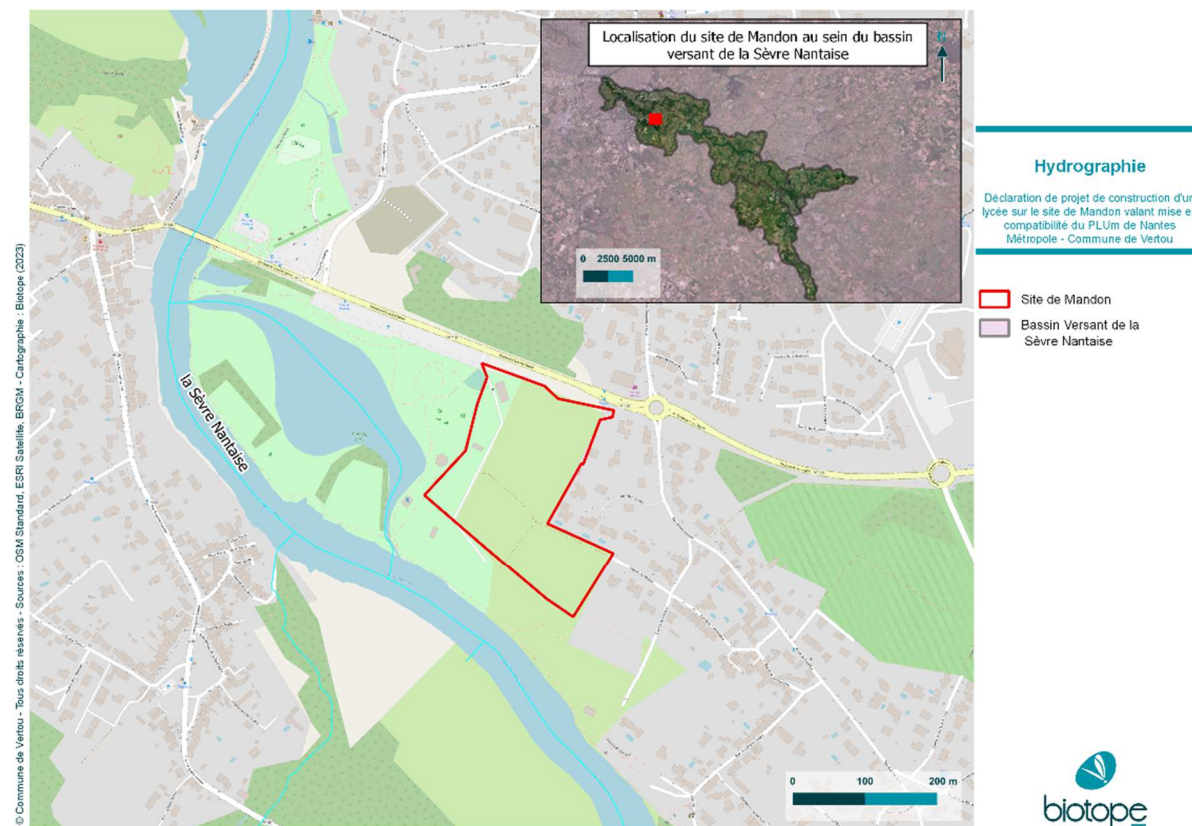 Localisation du site de Mandon au sein du bassin
versant de la Sèvre Nantaise
0 2500 5000 m
la Sèvre Nantaise
0 100 200 m
Hydrographie
Déclaration de projet de construction d'un
lycée sur le site de Mandon valant mise e
compatibilité du PLUm de Nantes
Métropole - Commune de Vertou
Site de Mandon
Bassin Versant de la
Sèvre Nantaise
biotope
© Commune de Vertou - Tous droits réservés - Sources : OSM Standard, ESRI Satellite, BRGM - Cartographie : Biotope (2023)